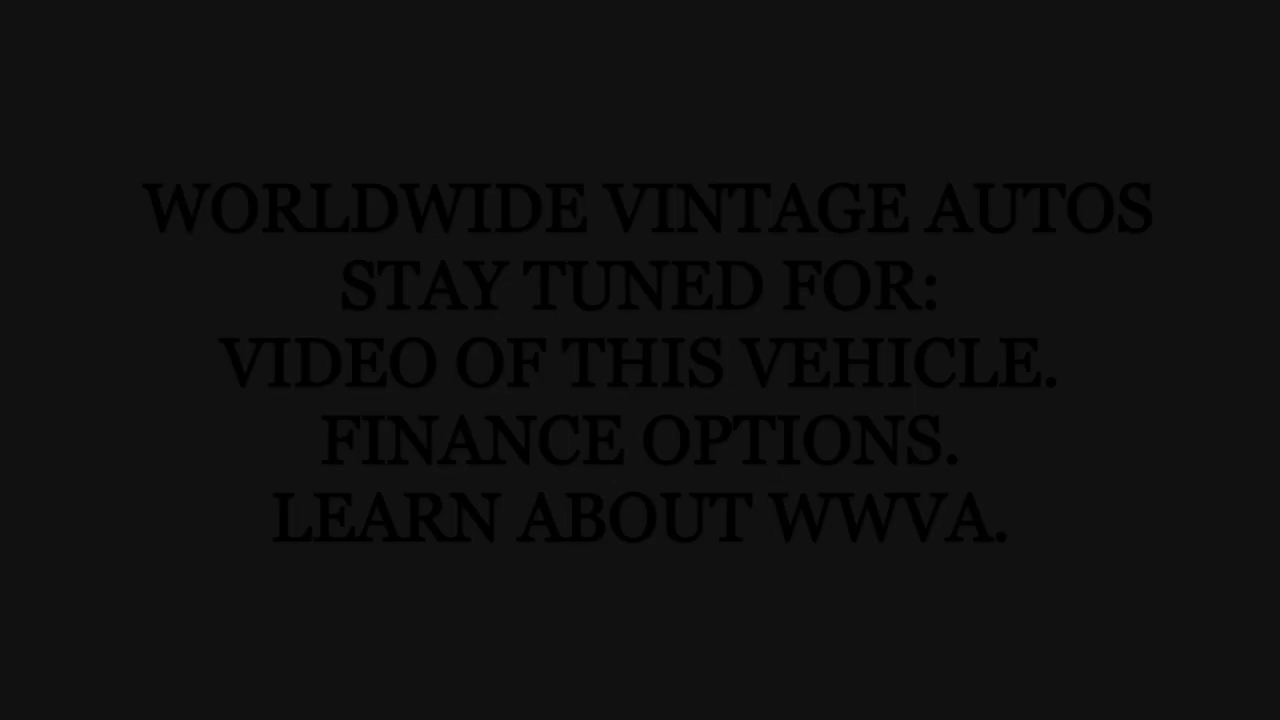 WORLDWIDE VINTAGE AUTOS
STAY TUNED FOR:
VIDEO OF THIS VEHICLE.
FINANCE OPTIONS.
LEARN ABOUT WWVA.